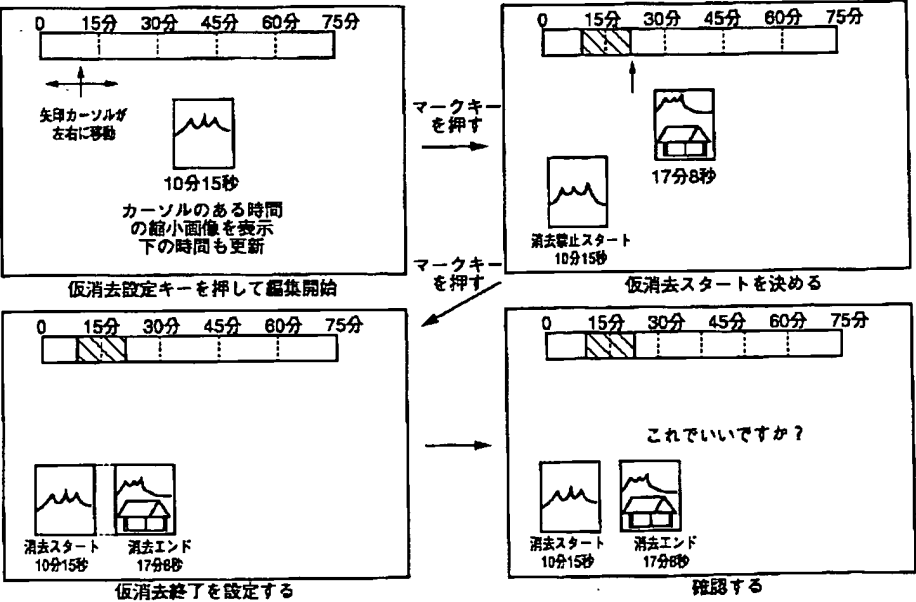 0 15分 30分 45分 60分 75分
矢印カーソルが
左右に移動
10分15秒
カーソルのある時間
の縮小画像を表示
下の時間も更新
仮消去設定キーを押して編集開始
マークキー
を押す
0 15分 30分 45分 60分 75分
17分8秒
消去禁止スタート
10分15秒
仮消去スタートを決める
マークキー
を押す
0 15分 30分 45分 60分 75分
消去スタート 消去エンド
10分15秒 17分8秒
仮消去終了を設定する
0 15分 30分 45分 60分 75分
これでいいですか?
消去スタート 消去エンド
10分15秒 17分8秒
確認する